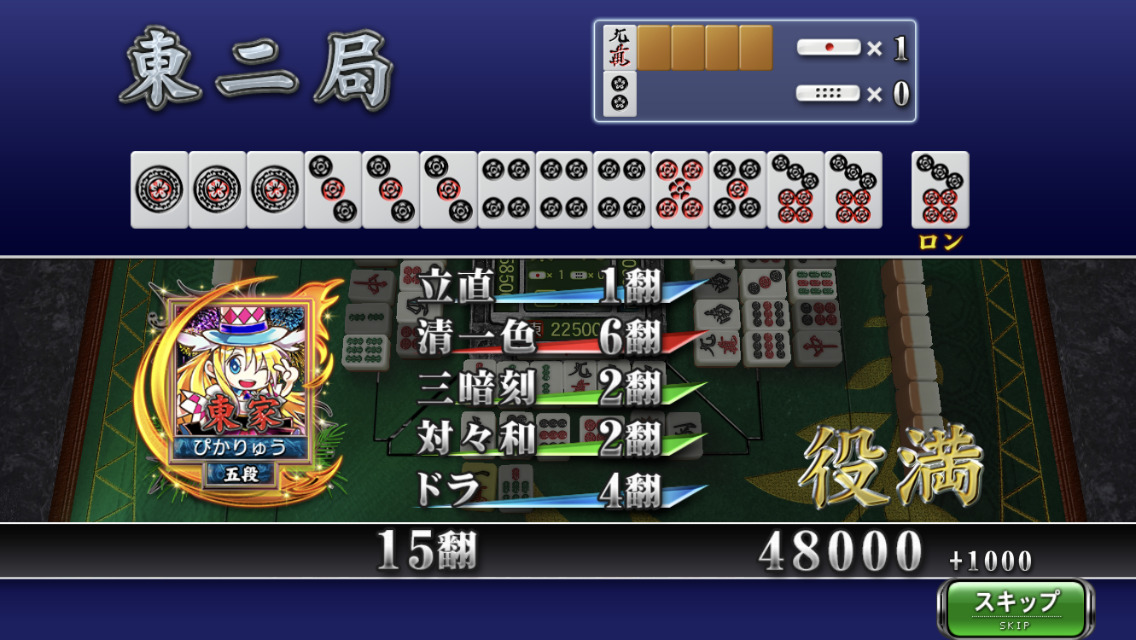 東二局
九萬
× 1
× 0
ロン
立直 1翻
清一色 6翻
三暗刻 2翻
対々和 2翻
ドラ 4翻
東 22500
東家
ぴかりゅう
五段
役満
15翻
48000 +1000
スキップ
SKIP